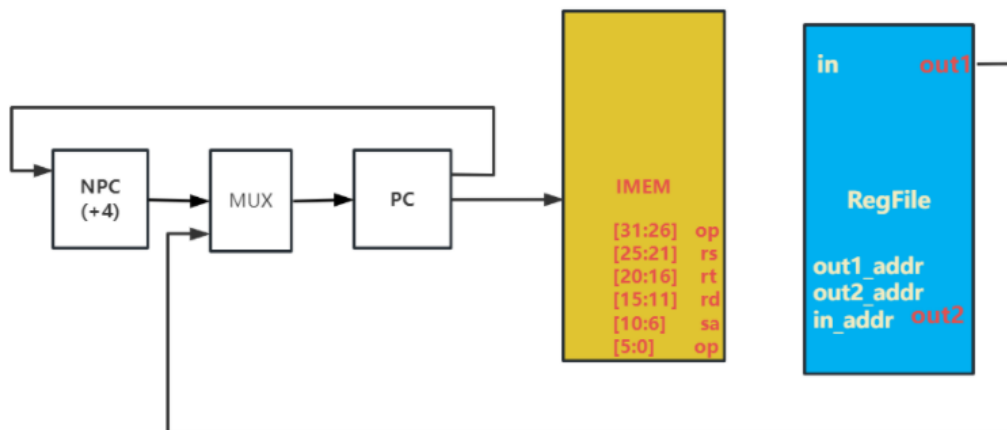 NPC
(+4)
MUX
PC
IMEM
[31:26] op
[25:21] rs
[20:16] rt
[15:11] rd
[10:6] sa
[5:0] op
in out1
RegFile
out1_addr
out2_addr
in_addr out2